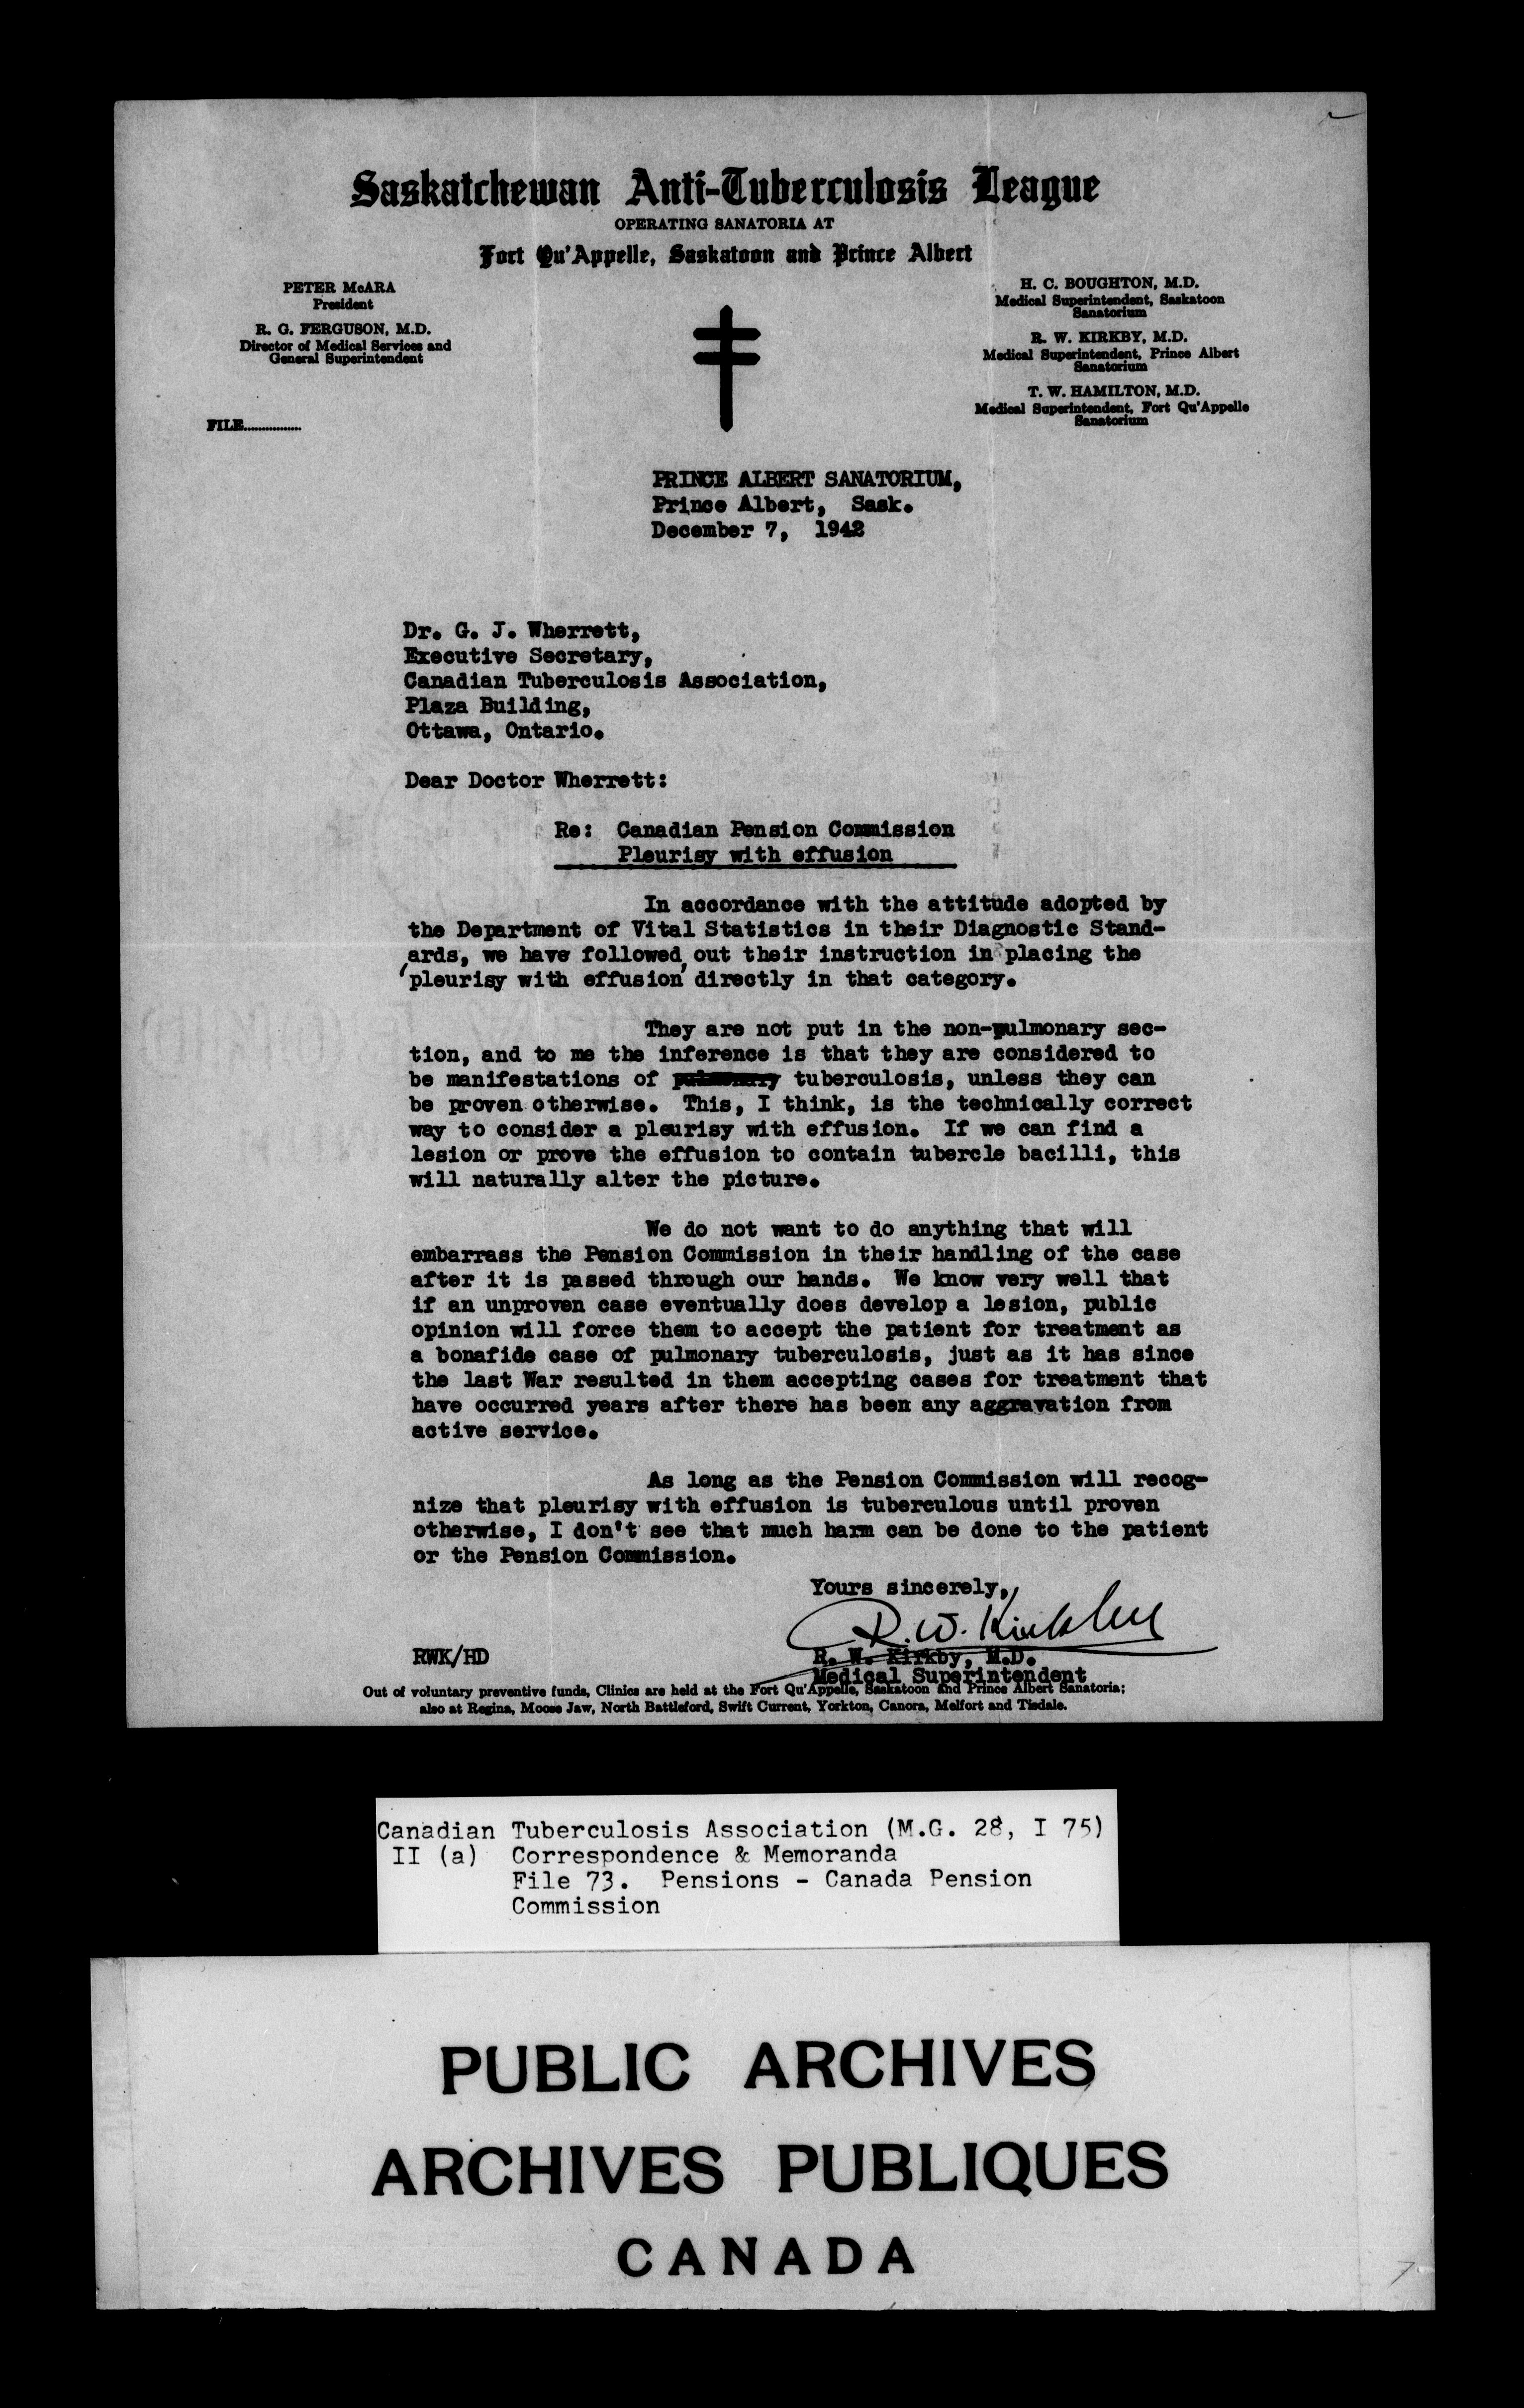 Saskatchewan Anti-Tuberculosis League
OPERATING SANATORIA AT
Fort Qu'Appelle, Saskatoon and Prince Albert
PETER McARA
President
R. G. FERGUSON, M.D.
Director of Medical Services and
General Superintendent
FILE................
H. C. BOUGHTON, M.D.
Medical Superintendent, Saskatoon
Sanatorium
R. W. KIRKBY, M.D.
Medical Superintendent, Prince Albert
Sanatorium
T. W. HAMILTON, M.D.
Medical Superintendent, Fort Qu'Appelle
Sanatorium
PRINCE ALBERT SANATORIUM,
Prince Albert, Sask.
December 7, 1942
Dr. G. J. Wherrett,
Executive Secretary,
Canadian Tuberculosis Association,
Plaza Building,
Ottawa, Ontario.
Dear Doctor Wherrett:
Re: Canadian Pension Commission
Pleurisy with effusion
In accordance with the attitude adopted by
the Department of Vital Statistics in their Diagnostic Stand-
ards, we have followed out their instruction in placing the
'pleurisy with effusion' directly in that category.
They are not put in the non-pulmonary sec-
tion, and to me the inference is that they are considered to
be manifestations of pulmonary tuberculosis, unless they can
be proven otherwise. This, I think, is the technically correct
way to consider a pleurisy with effusion. If we can find a
lesion or prove the effusion to contain tubercle bacilli, this
will naturally alter the picture.
We do not want to do anything that will
embarrass the Pension Commission in their handling of the case
after it is passed through our hands. We know very well that
if an unproven case eventually does develop a lesion, public
opinion will force them to accept the patient for treatment as
a bonafide case of pulmonary tuberculosis, just as it has since
the last War resulted in them accepting cases for treatment that
have occurred years after there has been any aggravation from
active service.
As long as the Pension Commission will recog-
nize that pleurisy with effusion is tuberculous until proven
otherwise, I don't see that much harm can be done to the patient
or the Pension Commission.
Yours sincerely,
R. W. Kirkby
RWK/HD
R. W. Kirkby, M.D.
Medical Superintendent
Out of voluntary preventive funds, Clinics are held at the Fort Qu'Appelle, Saskatoon and Prince Albert Sanatoria;
also at Regina, Moose Jaw, North Battleford, Swift Current, Yorkton, Canora, Melfort and Tisdale.
Canadian Tuberculosis Association (M.G. 28, I 75)
II (a) Correspondence & Memoranda
File 73. Pensions - Canada Pension
Commission
PUBLIC ARCHIVES
ARCHIVES PUBLIQUES
CANADA